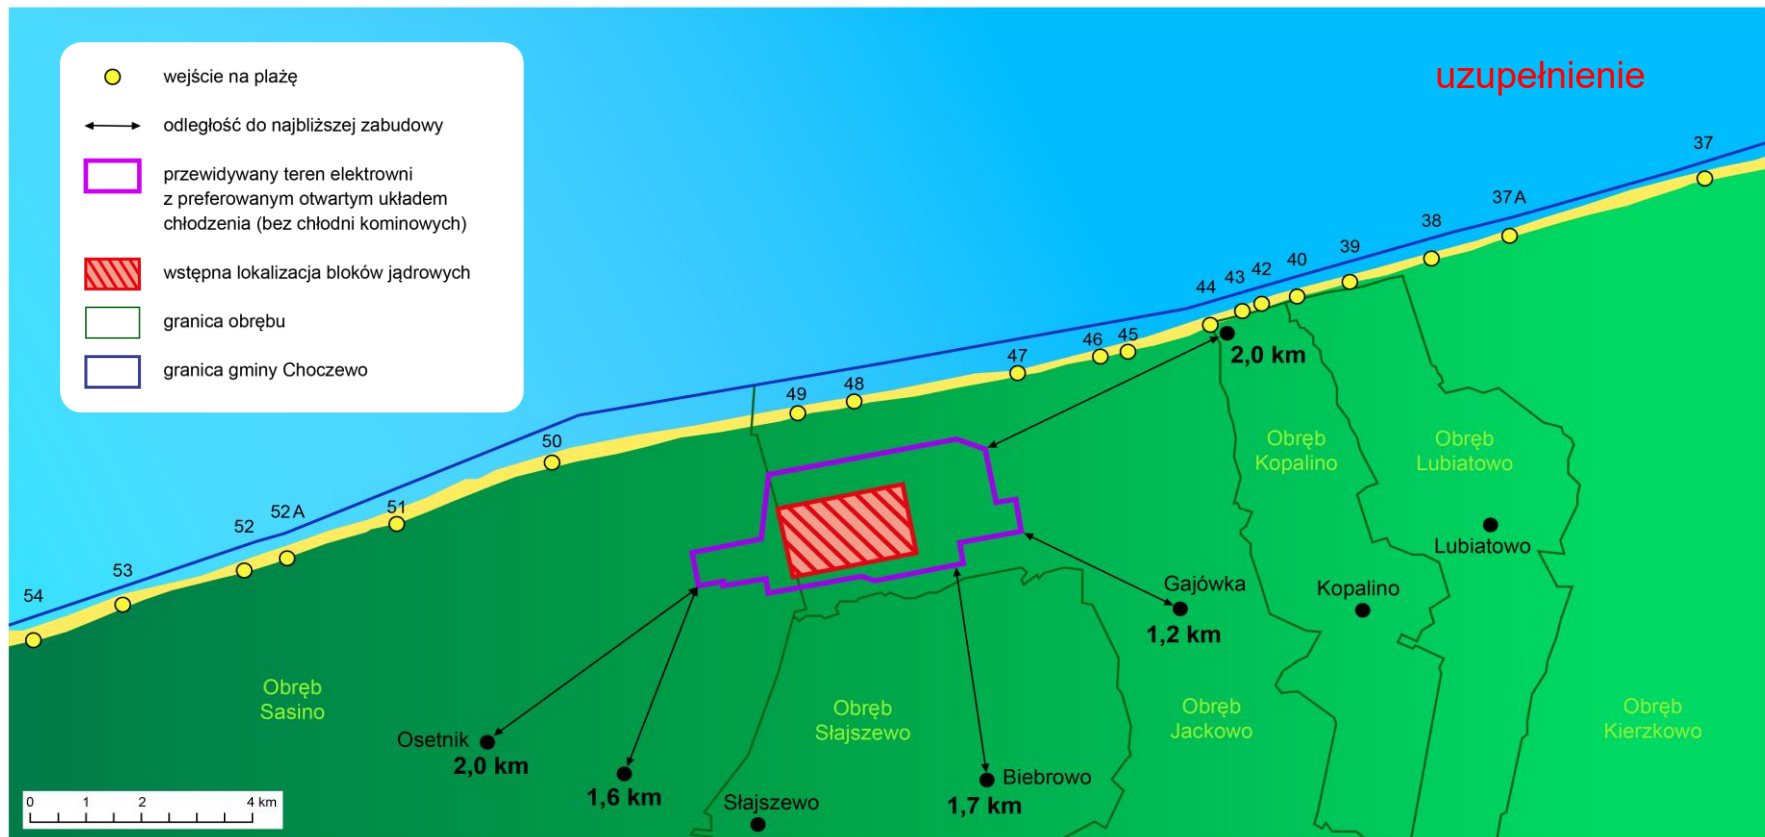 wejście na plażę
odległość do najbliższej zabudowy
przewidywany teren elektrowni
z preferowanym otwartym układem
chłodzenia (bez chłodni kominowych)
wstępna lokalizacja bloków jądrowych
granica obrębu
granica gminy Choczewo
uzupełnienie
37
37A
38
39
40
42
43
44
45
46
47
48
49
50
51
52A
52
53
54
2,0 km
Obręb
Kopalino
Obręb
Lubiatowo
Lubiatowo
Gajówka
1,2 km
Kopalino
Obręb
Sasino
Obręb
Słajszewo
Obręb
Jackowo
Obręb
Kierzkowo
Osetnik
2,0 km
1,6 km
Słajszewo
Biebrowo
1,7 km
0 1 2 4 km